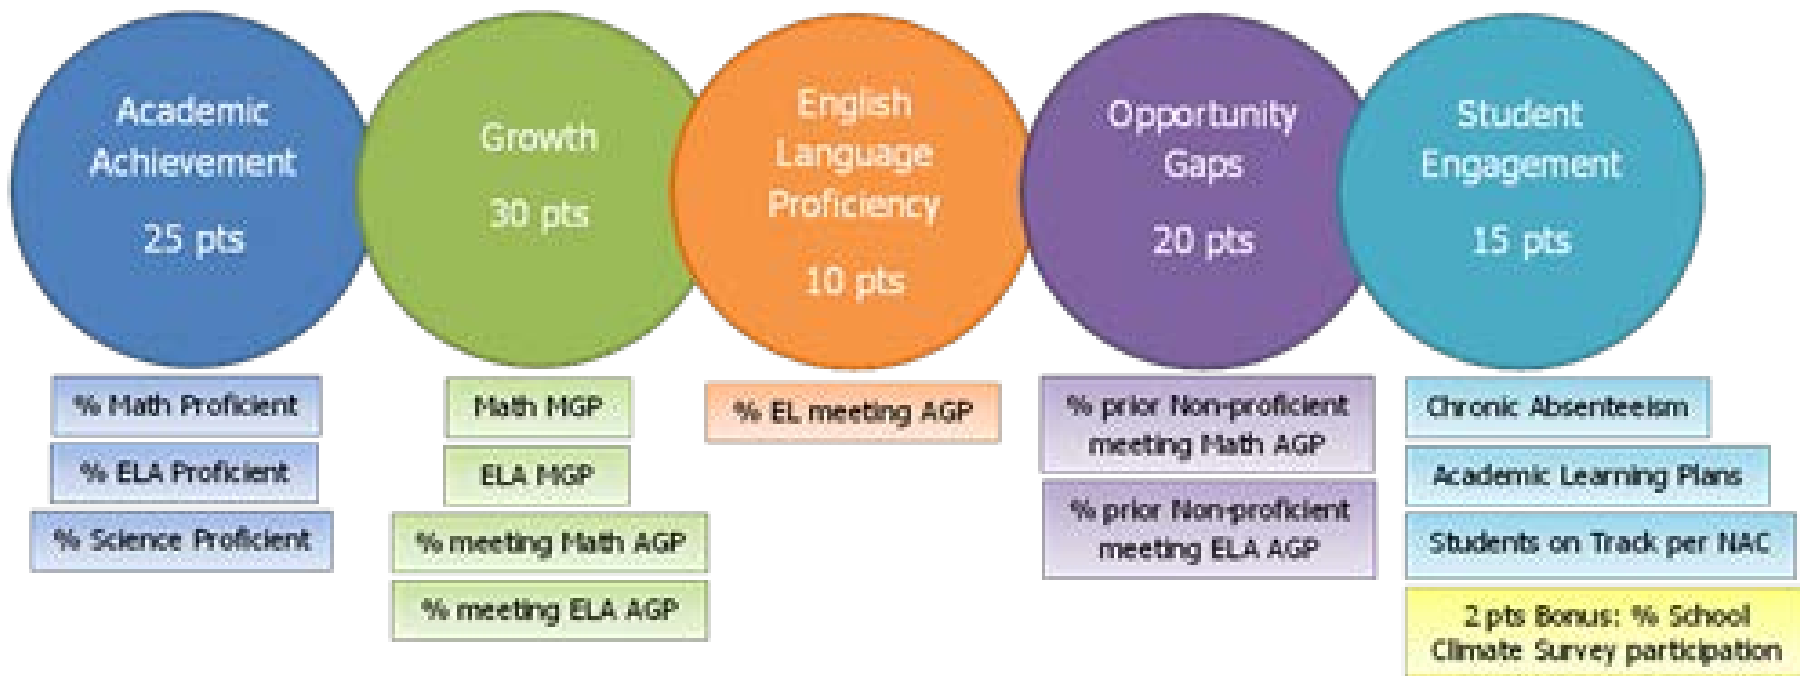 Academic
Achievement
25 pts
% Math Proficient
% ELA Proficient
% Science Proficient
Growth
30 pts
Math MGP
ELA MGP
% meeting Math AGP
% meeting ELA AGP
English
Language
Proficiency
10 pts
% EL meeting AGP
Opportunity
Gaps
20 pts
% prior Non-proficient
meeting Math AGP
% prior Non-proficient
meeting ELA AGP
Student
Engagement
15 pts
Chronic Absenteeism
Academic Learning Plans
Students on Track per NAC
2 pts Bonus: % School
Climate Survey participation